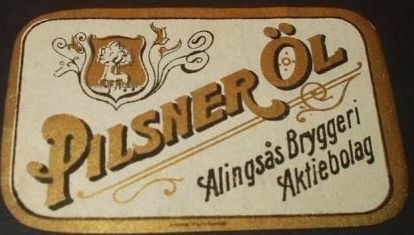 PILSNER ÖL
Alingsås Bryggeri
Aktiebolag